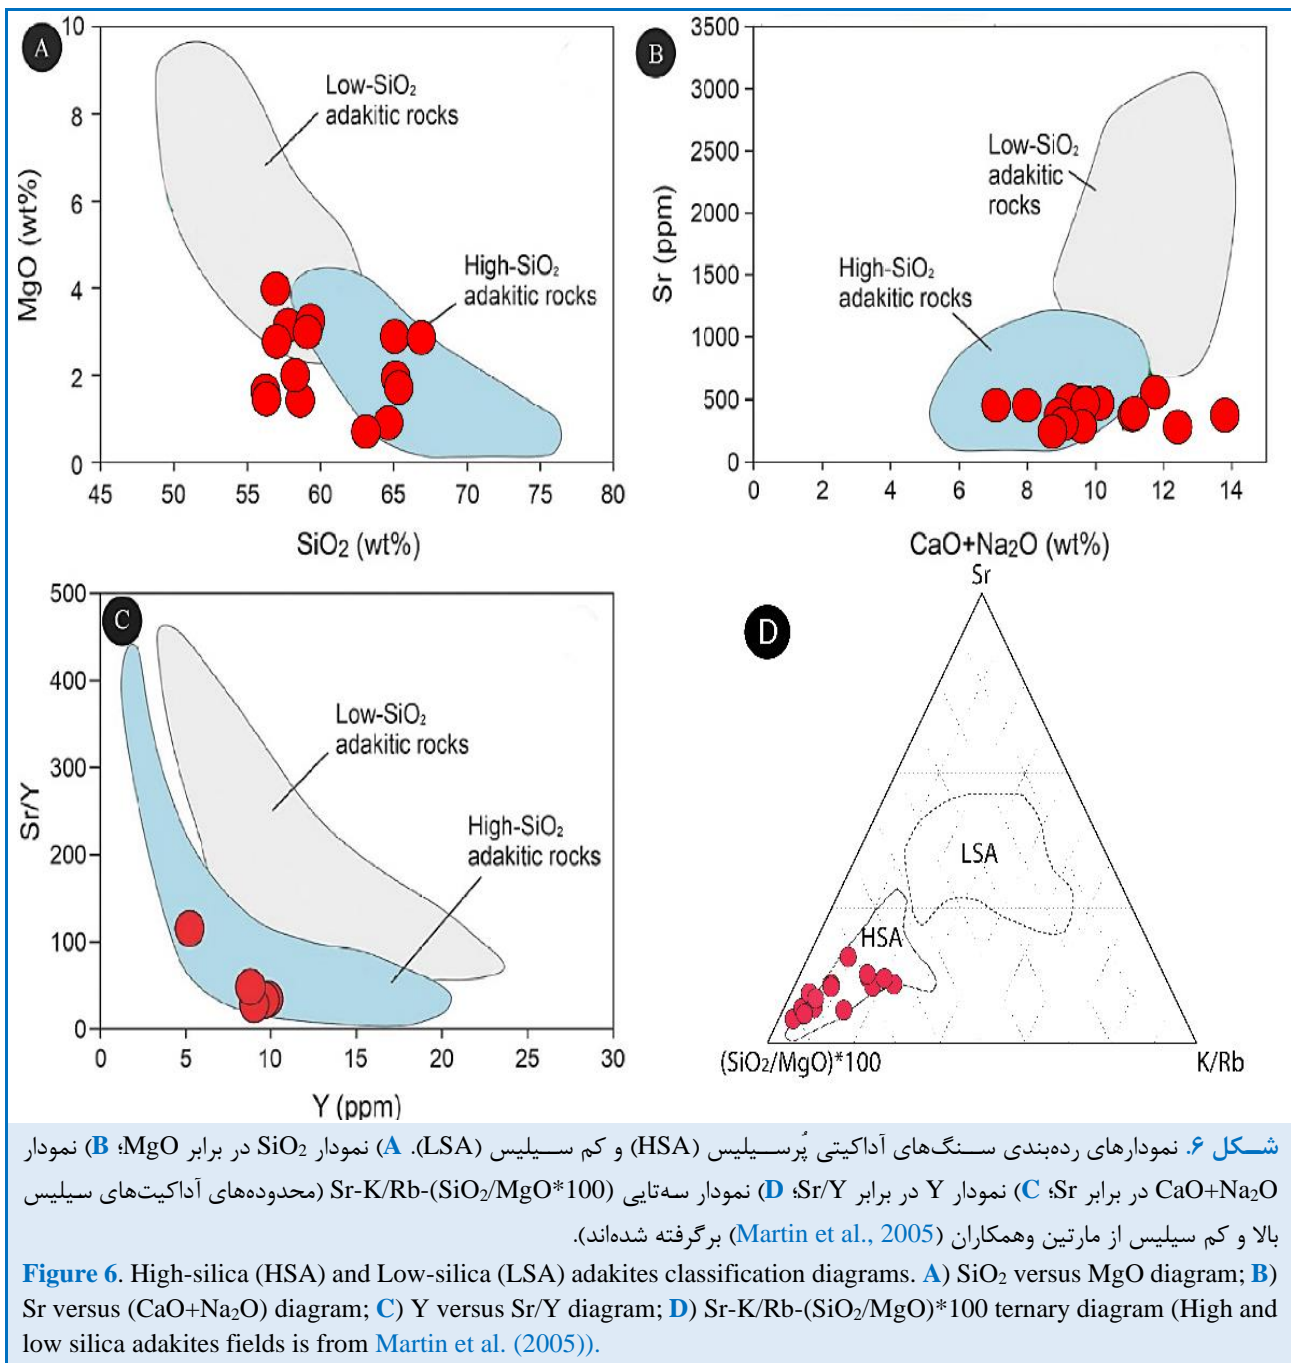 A
10
8
6
4
2
0
MgO (wt%)
Low-SiO₂
adakitic rocks
High-SiO₂
adakitic rocks
45 50 55 60 65 70 75 80
SiO₂ (wt%)
B
3500
3000
2500
2000
1500
1000
500
0
Sr (ppm)
Low-SiO₂
adakitic
rocks
High-SiO₂
adakitic rocks
0 2 4 6 8 10 12 14
CaO+Na₂O (wt%)
C
500
400
300
200
100
0
Sr/Y
Low-SiO₂
adakitic rocks
High-SiO₂
adakitic rocks
0 5 10 15 20 25 30
Y (ppm)
D
Sr
LSA
HSA
(SiO₂/MgO)*100
K/Rb
شـــکل ۶. نمودارهای رده‌بندی ســنگ‌های آداکیتی پُرســیلیس (HSA) و کم ســیلیس (LSA). A) نمودار SiO₂ در برابر MgO؛ B) نمودار
CaO+Na₂O در برابر Sr؛ C) نمودار Y در برابر Sr/Y؛ D) نمودار سه‌تایی Sr-K/Rb-(SiO₂/MgO*100) (محدوده‌های آداکیت‌های سیلیس
بالا و کم سیلیس از مارتین وهمکاران (Martin et al., 2005) برگرفته شده‌اند).
Figure 6. High-silica (HSA) and Low-silica (LSA) adakites classification diagrams. A) SiO₂ versus MgO diagram; B)
Sr versus (CaO+Na₂O) diagram; C) Y versus Sr/Y diagram; D) Sr-K/Rb-(SiO₂/MgO)*100 ternary diagram (High and
low silica adakites fields is from Martin et al. (2005)).